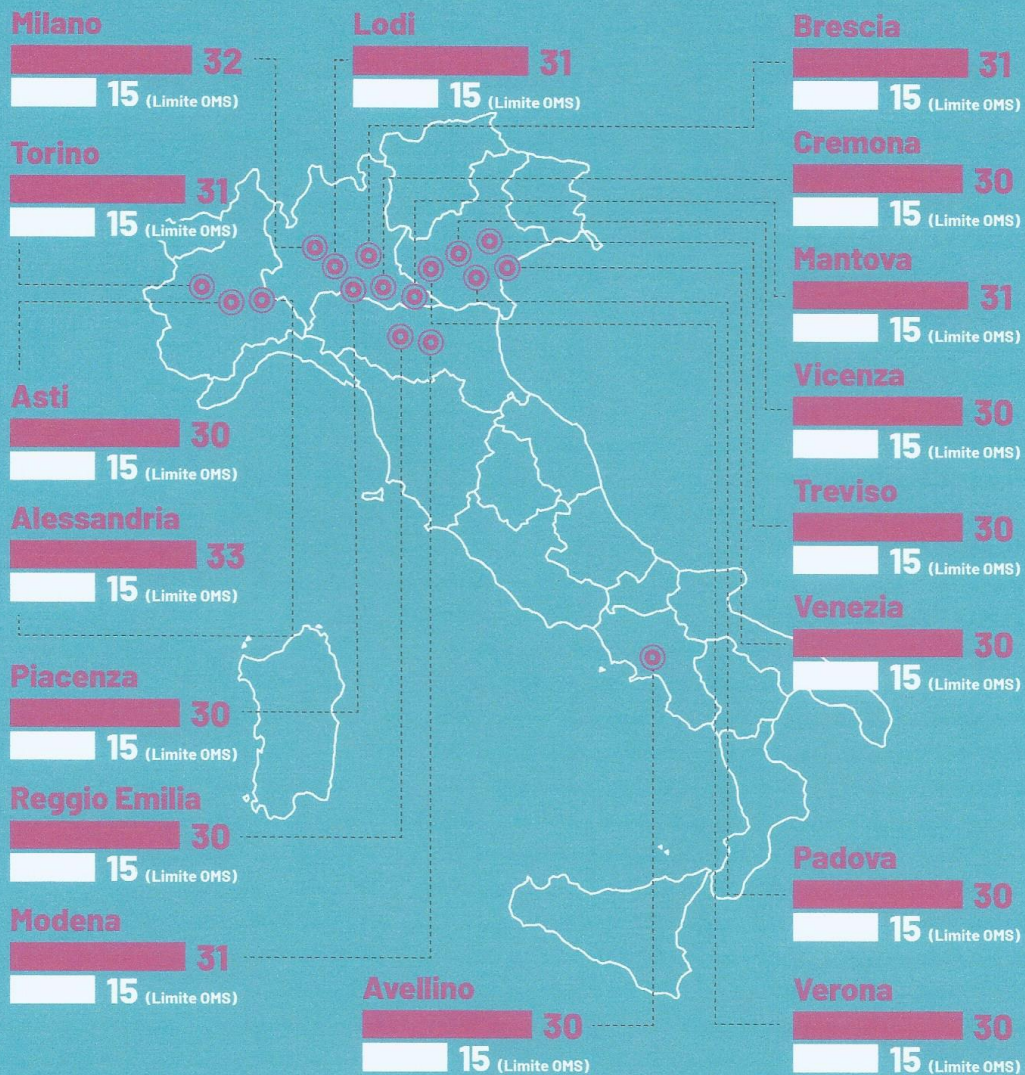 Milano
32
15 (Limite OMS)
Lodi
31
15 (Limite OMS)
Brescia
31
15 (Limite OMS)
Torino
31
15 (Limite OMS)
Cremona
30
15 (Limite OMS)
Mantova
31
15 (Limite OMS)
Vicenza
30
15 (Limite OMS)
Asti
30
15 (Limite OMS)
Treviso
30
15 (Limite OMS)
Alessandria
33
15 (Limite OMS)
Venezia
30
15 (Limite OMS)
Piacenza
30
15 (Limite OMS)
Reggio Emilia
30
15 (Limite OMS)
Padova
30
15 (Limite OMS)
Modena
31
15 (Limite OMS)
Avellino
30
15 (Limite OMS)
Verona
30
15 (Limite OMS)